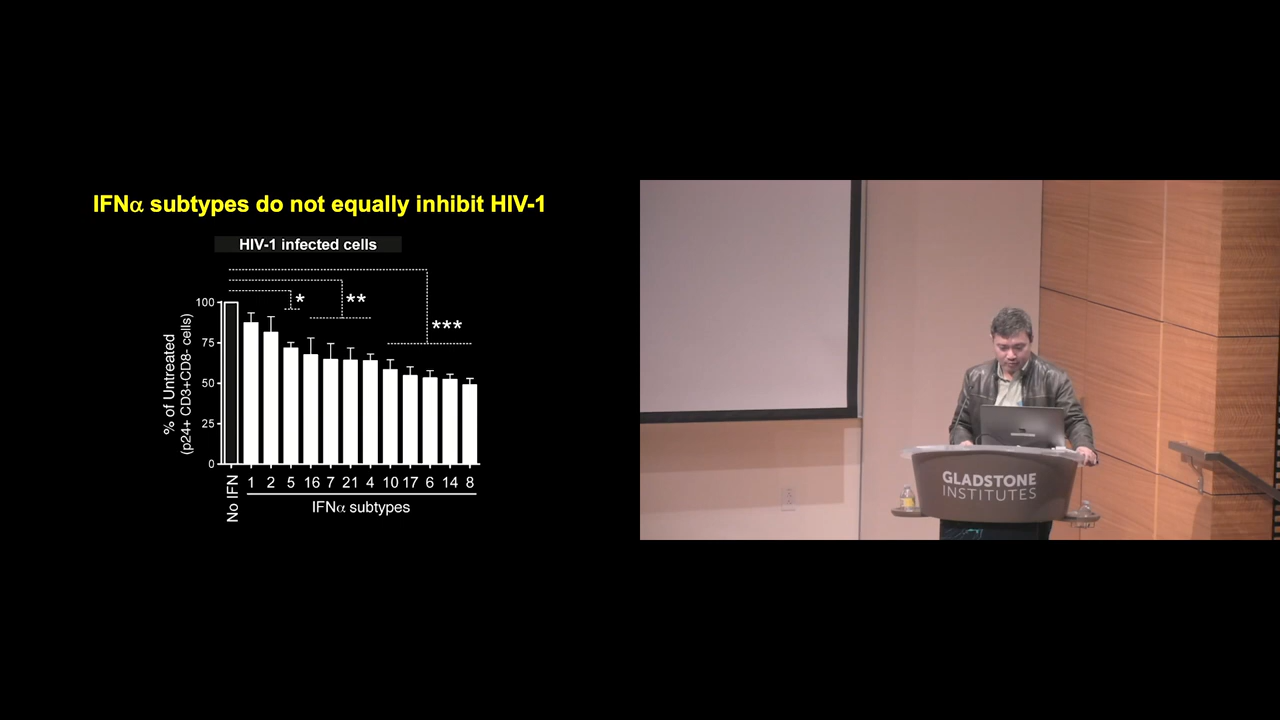 IFNα subtypes do not equally inhibit HIV-1
HIV-1 infected cells
*
**
***
100
75
50
25
0
% of Untreated
(p24+ CD3+CD8- cells)
No IFN
1 2 5 16 7 21 4 10 17 6 14 8
IFNα subtypes
GLADSTONE
INSTITUTES